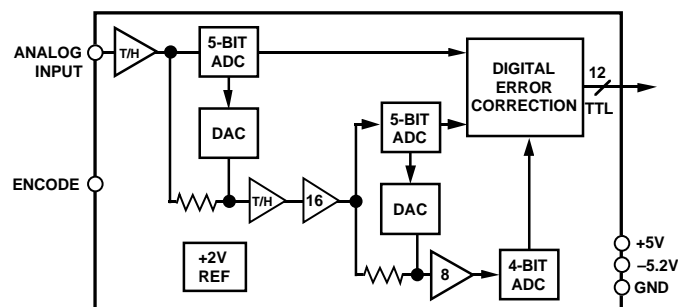 ANALOG
INPUT
T/H
5-BIT
ADC
DIGITAL
ERROR
CORRECTION
12
TTL
DAC
5-BIT
ADC
ENCODE
T/H
16
DAC
+2V
REF
8
4-BIT
ADC
+5V
–5.2V
GND